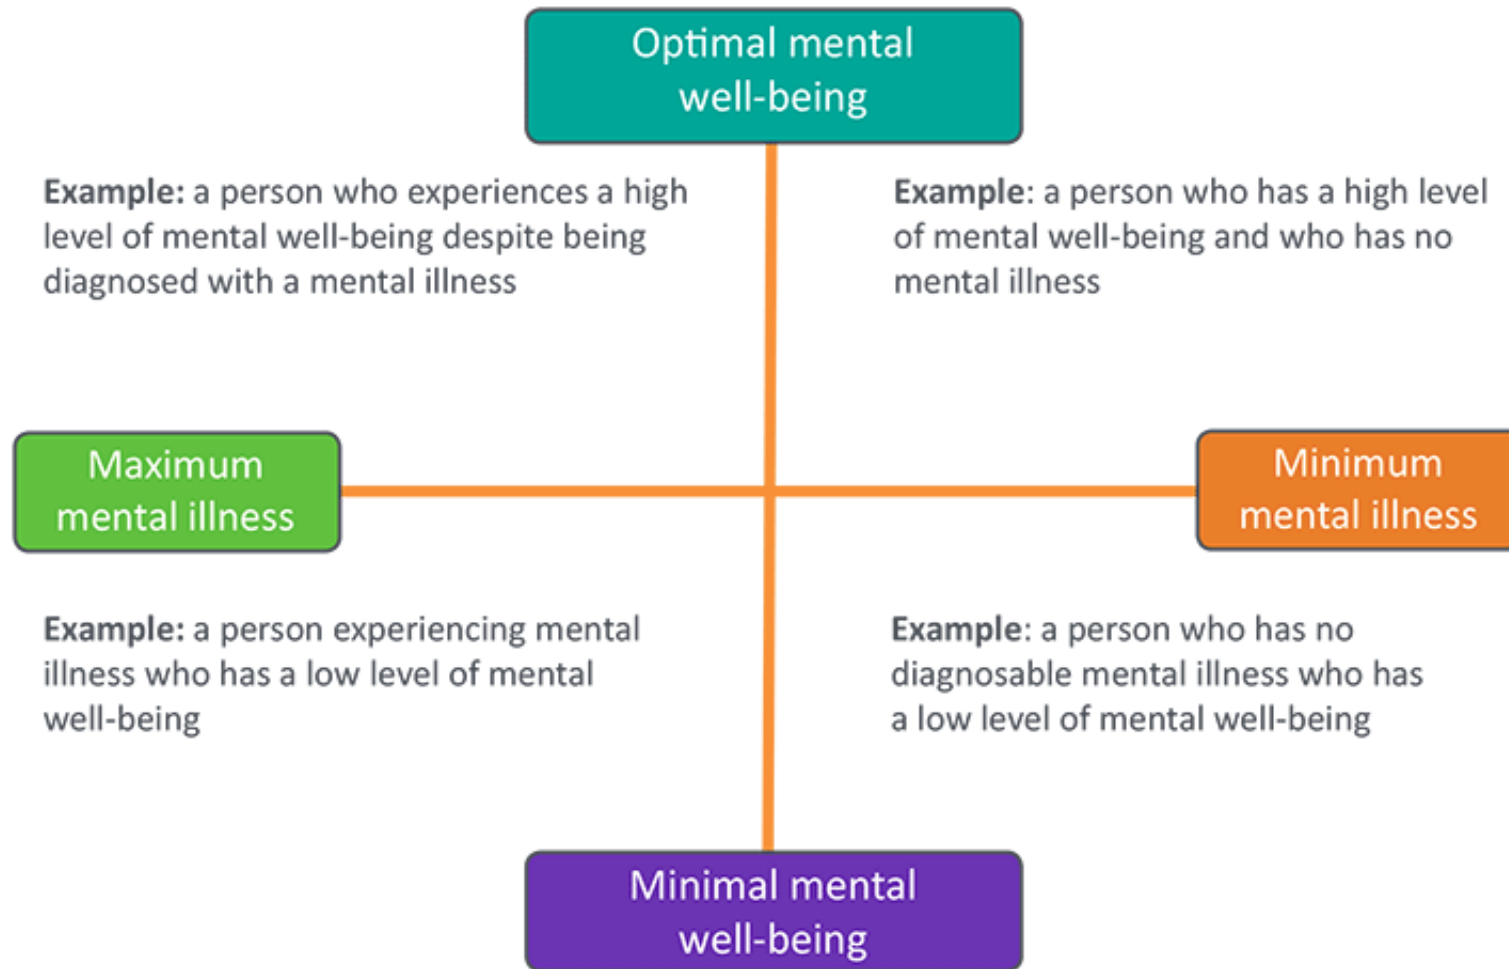 Optimal mental
well-being
Example: a person who experiences a high
level of mental well-being despite being
diagnosed with a mental illness
Example: a person who has a high level
of mental well-being and who has no
mental illness
Maximum
mental illness
Minimum
mental illness
Example: a person experiencing mental
illness who has a low level of mental
well-being
Example: a person who has no
diagnosable mental illness who has
a low level of mental well-being
Minimal mental
well-being